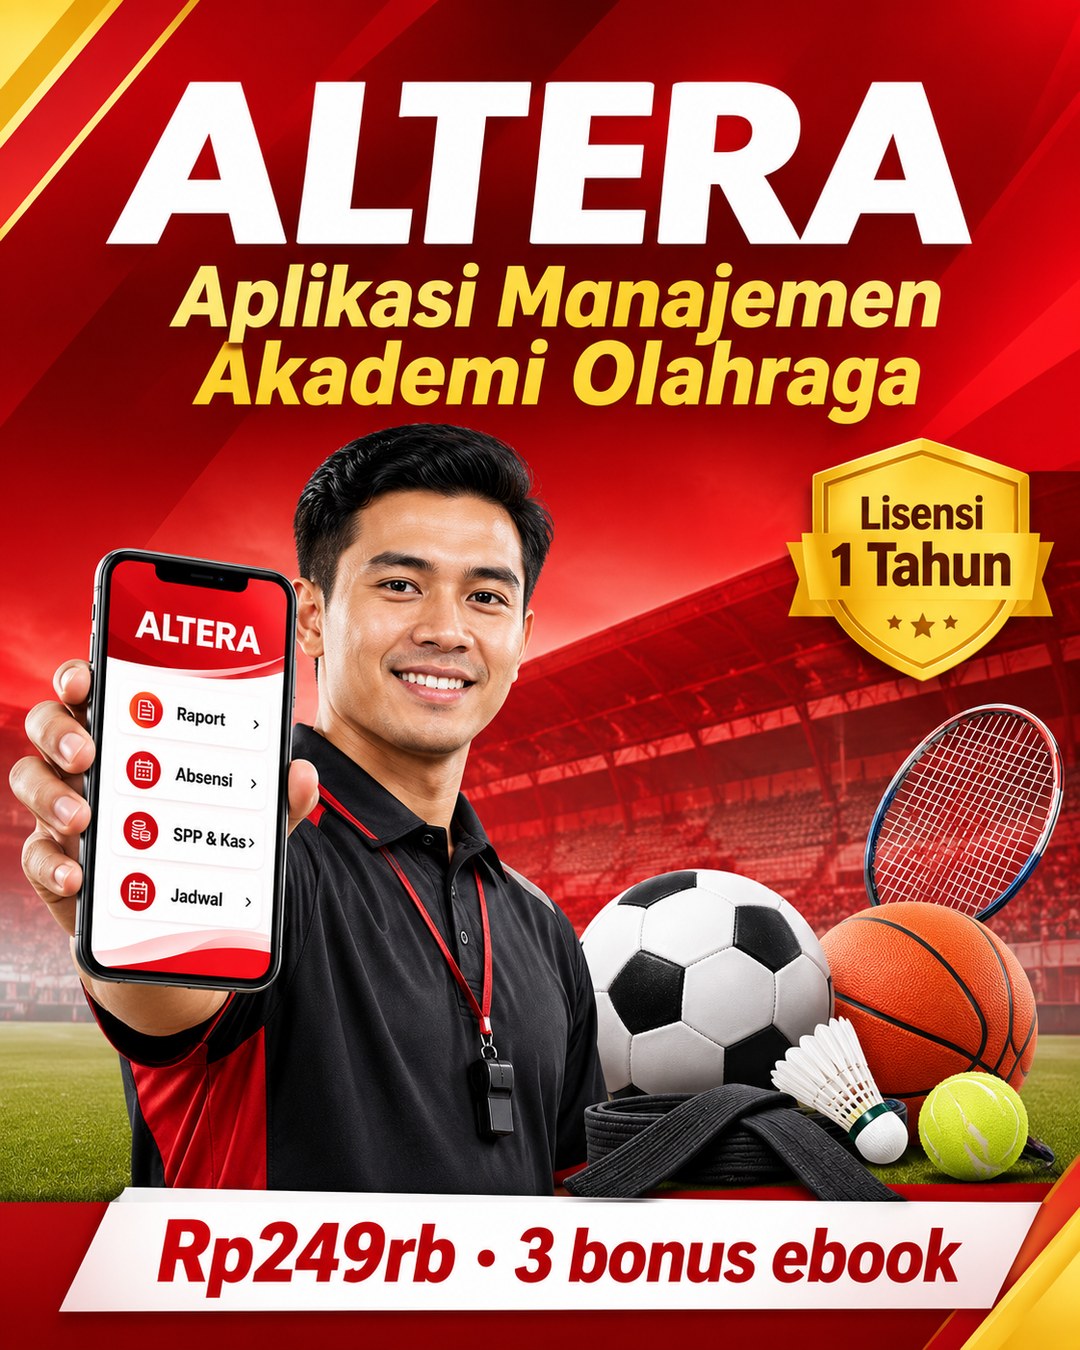 ALTERA
Aplikasi Manajemen
Akademi Olahraga
Lisensi
1 Tahun
ALTERA
Raport
Absensi
SPP & Kas
Jadwal
Rp249rb • 3 bonus ebook